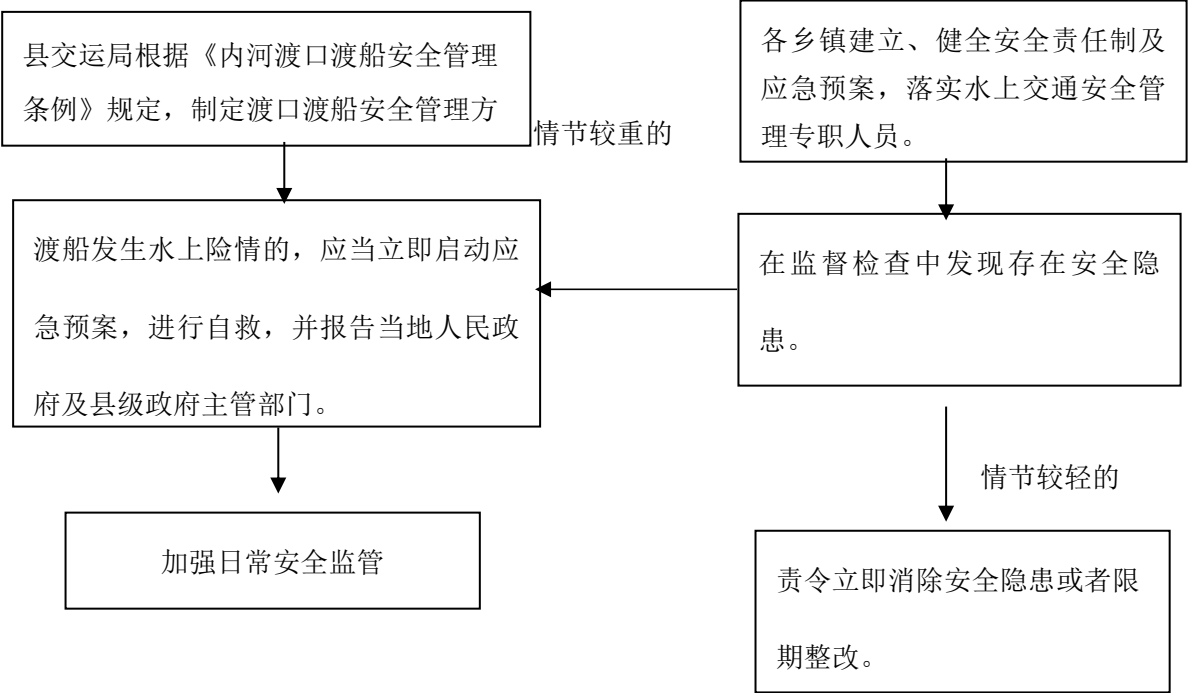 县交运局根据《内河渡口渡船安全管理
条例》规定，制定渡口渡船安全管理方
情节较重的
各乡镇建立、健全安全责任制及
应急预案，落实水上交通安全管
理专职人员。
渡船发生水上险情的，应当立即启动应
急预案，进行自救，并报告当地人民政
府及县级政府主管部门。
在监督检查中发现存在安全隐
患。
情节较轻的
加强日常安全监管
责令立即消除安全隐患或者限
期整改。